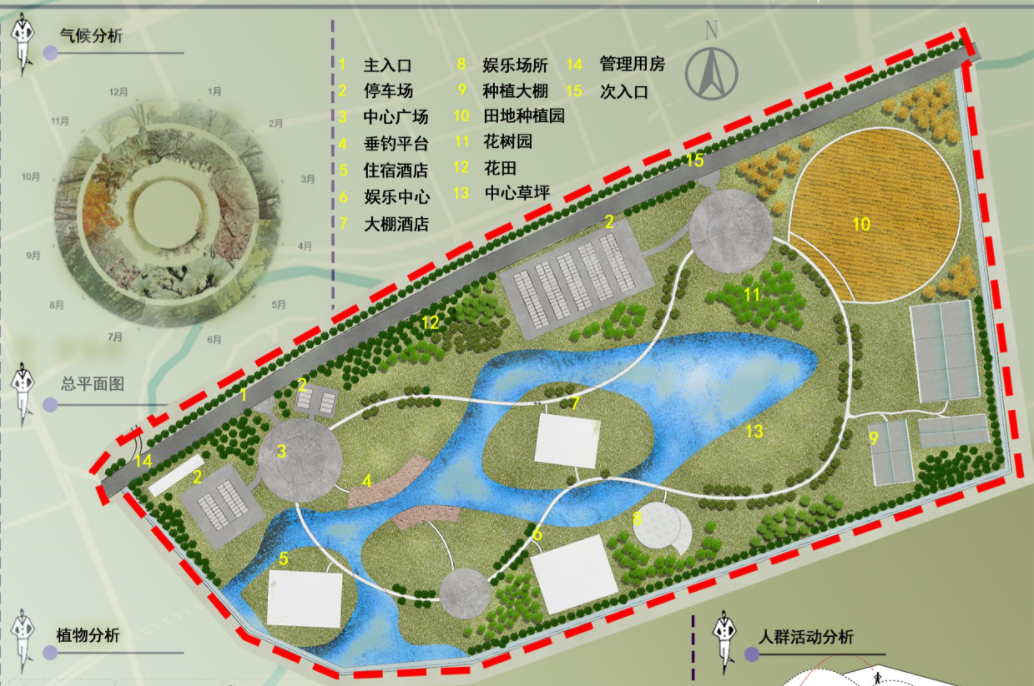 气候分析
12月
1月
11月
2月
10月
3月
9月
4月
8月
5月
7月
6月
1 主入口 8 娱乐场所 14 管理用房
2 停车场 9 种植大棚 15 次入口
3 中心广场 10 田地种植园
4 垂钓平台 11 花树园
5 住宿酒店 12 花田
6 娱乐中心 13 中心草坪
7 大棚酒店
N
总平面图
15
2
10
11
12
1
2
7
13
3
9
14
2
4
8
6
5
植物分析
人群活动分析